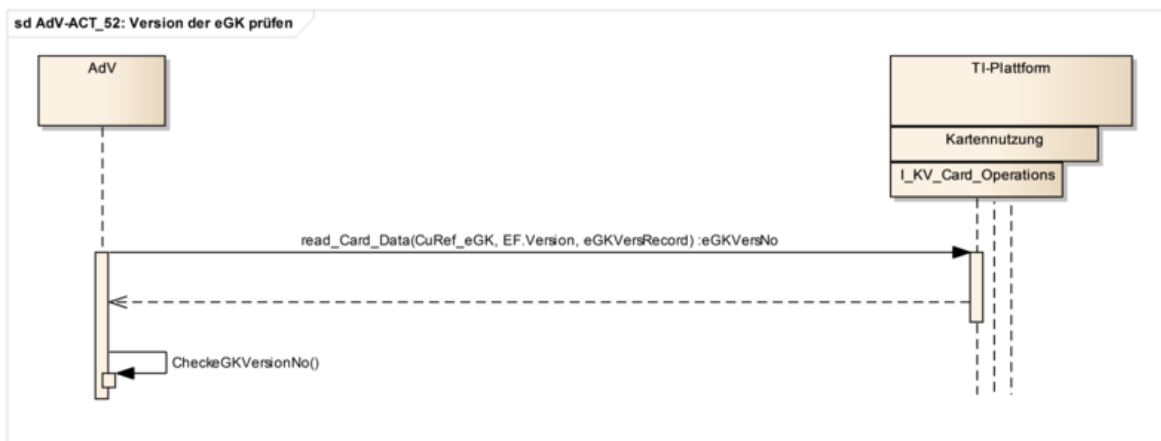 sd AdV-ACT_52: Version der eGK prüfen
AdV
TI-Plattform
Kartennutzung
I_KV_Card_Operations
read_Card_Data(CuRef_eGK, EF.Version, eGKVersRecord) :eGKVersNo
CheckeGKVersionNo()